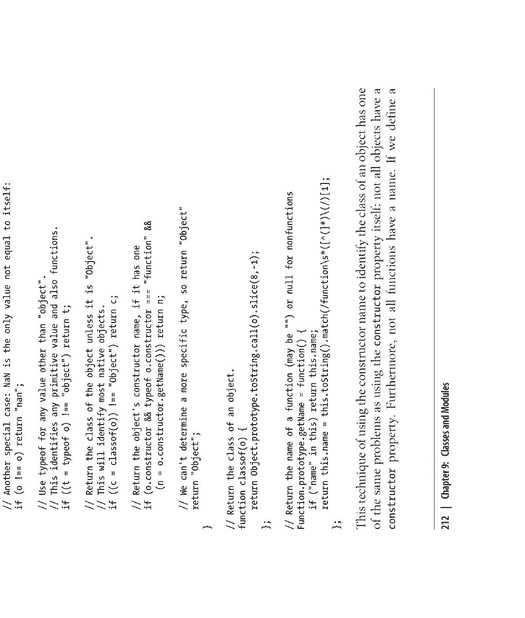 // Another special case: NaN is the only value not equal to itself:
if (o !== o) return "nan";
// Use typeof for any value other than "object".
// This identifies any primitive value and also functions.
if ((t = typeof o) !== "object") return t;
// Return the class of the object unless it is "Object".
// This will identify most native objects.
if ((c = classof(o)) !== "Object") return c;
// Return the object's constructor name, if it has one
if (o.constructor && typeof o.constructor === "function" &&
(n = o.constructor.getName())) return n;
// We can't determine a more specific type, so return "Object"
return "Object";
}
// Return the class of an object.
function classof(o) {
return Object.prototype.toString.call(o).slice(8,-1);
};
// Return the name of a function (may be "") or null for nonfunctions
Function.prototype.getName = function() {
if ("name" in this) return this.name;
return this.name = this.toString().match(/function\s*([^(]*)\(/)[1];
};
This technique of using the constructor name to identify the class of an object has one
of the same problems as using the constructor property itself: not all objects have a
constructor property. Furthermore, not all functions have a name. If we define a
212 | Chapter 9: Classes and Modules